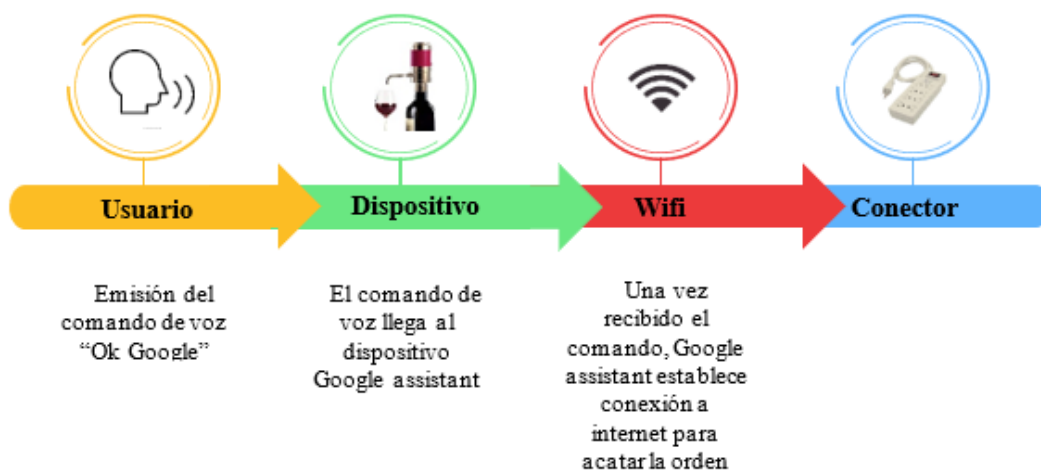 Usuario
Dispositivo
Wifi
Conector
Emisión del
comando de voz
“Ok Google”
El comando de
voz llega al
dispositivo
Google assistant
Una vez
recibido el
comando, Google
assistant establece
conexión a
internet para
acatar la orden